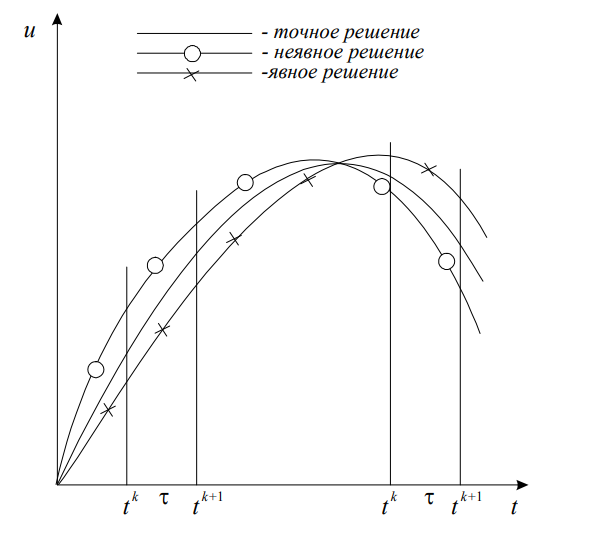 u
- точное решение
- неявное решение
-явное решение
t^k τ t^{k+1} t^k τ t^{k+1} t